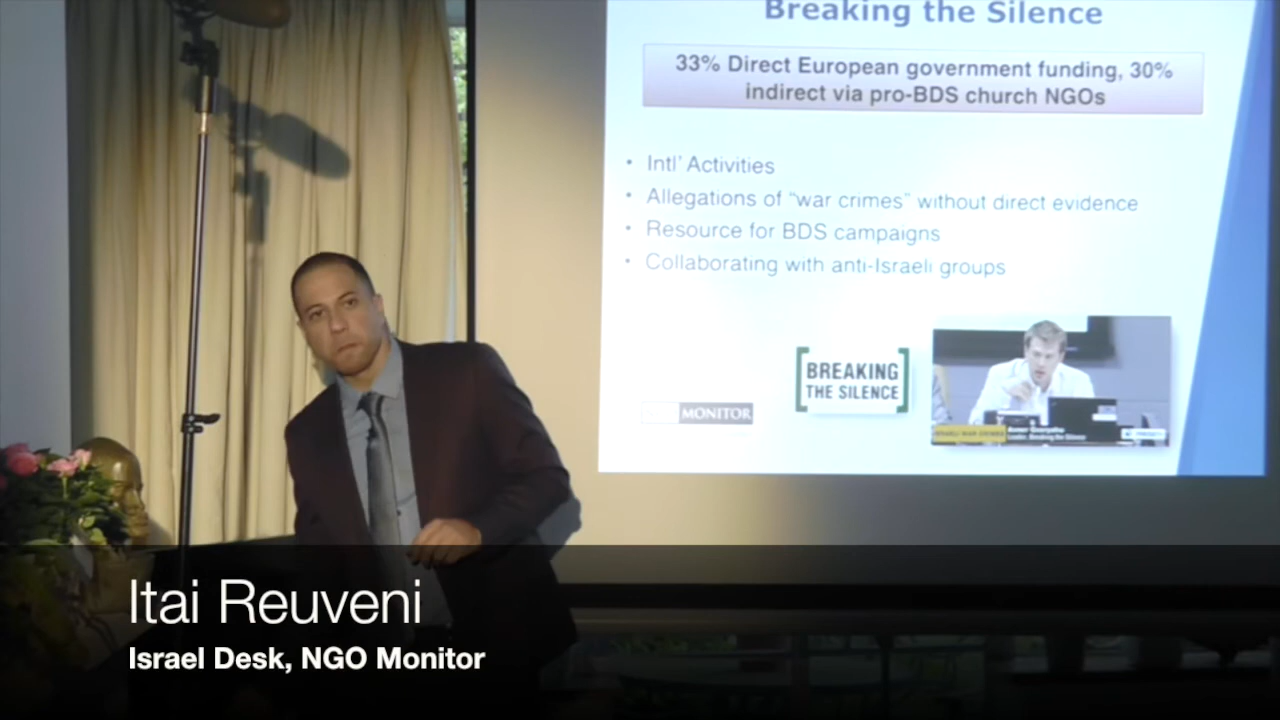 Breaking the Silence
33% Direct European government funding, 30%
indirect via pro-BDS church NGOs
• Intl' Activities
• Allegations of "war crimes" without direct evidence
• Resource for BDS campaigns
• Collaborating with anti-Israeli groups
BREAKING
THE SILENCE
MONITOR
Itai Reuveni
Israel Desk, NGO Monitor